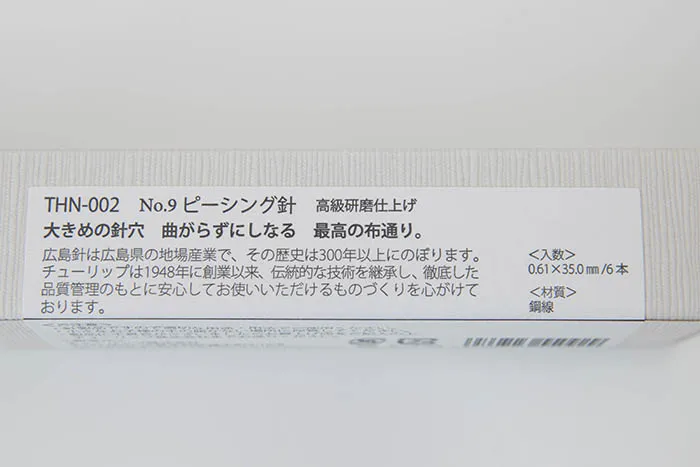 THN-002 No.9 ピーシング針 高級研磨仕上げ
大きめの針穴 曲がらずにしなる 最高の布通り。
広島針は広島県の地場産業で、その歴史は300年以上にのぼります。
チューリップは1948年に創業以来、伝統的な技術を継承し、徹底した
品質管理のもとに安心してお使いいただけるものづくりを心がけて
おります。
<入数>
0.61×35.0㎜/6本
<材質>
鋼線